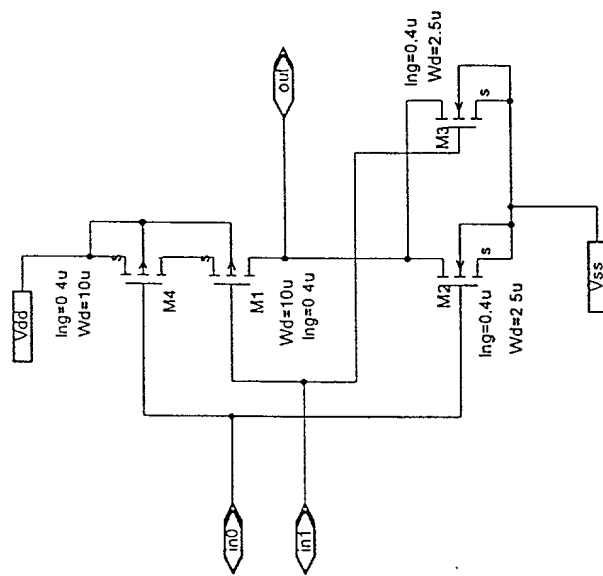 Vdd
lng=0.4u
Wd=10u
s
M4
s
M1
Wd=10u
lng=0.4u
out
lng=0.4u
Wd=2.5u
M3
s
M2
s
lng=0.4u
Wd=2.5u
Vss
in0
in1